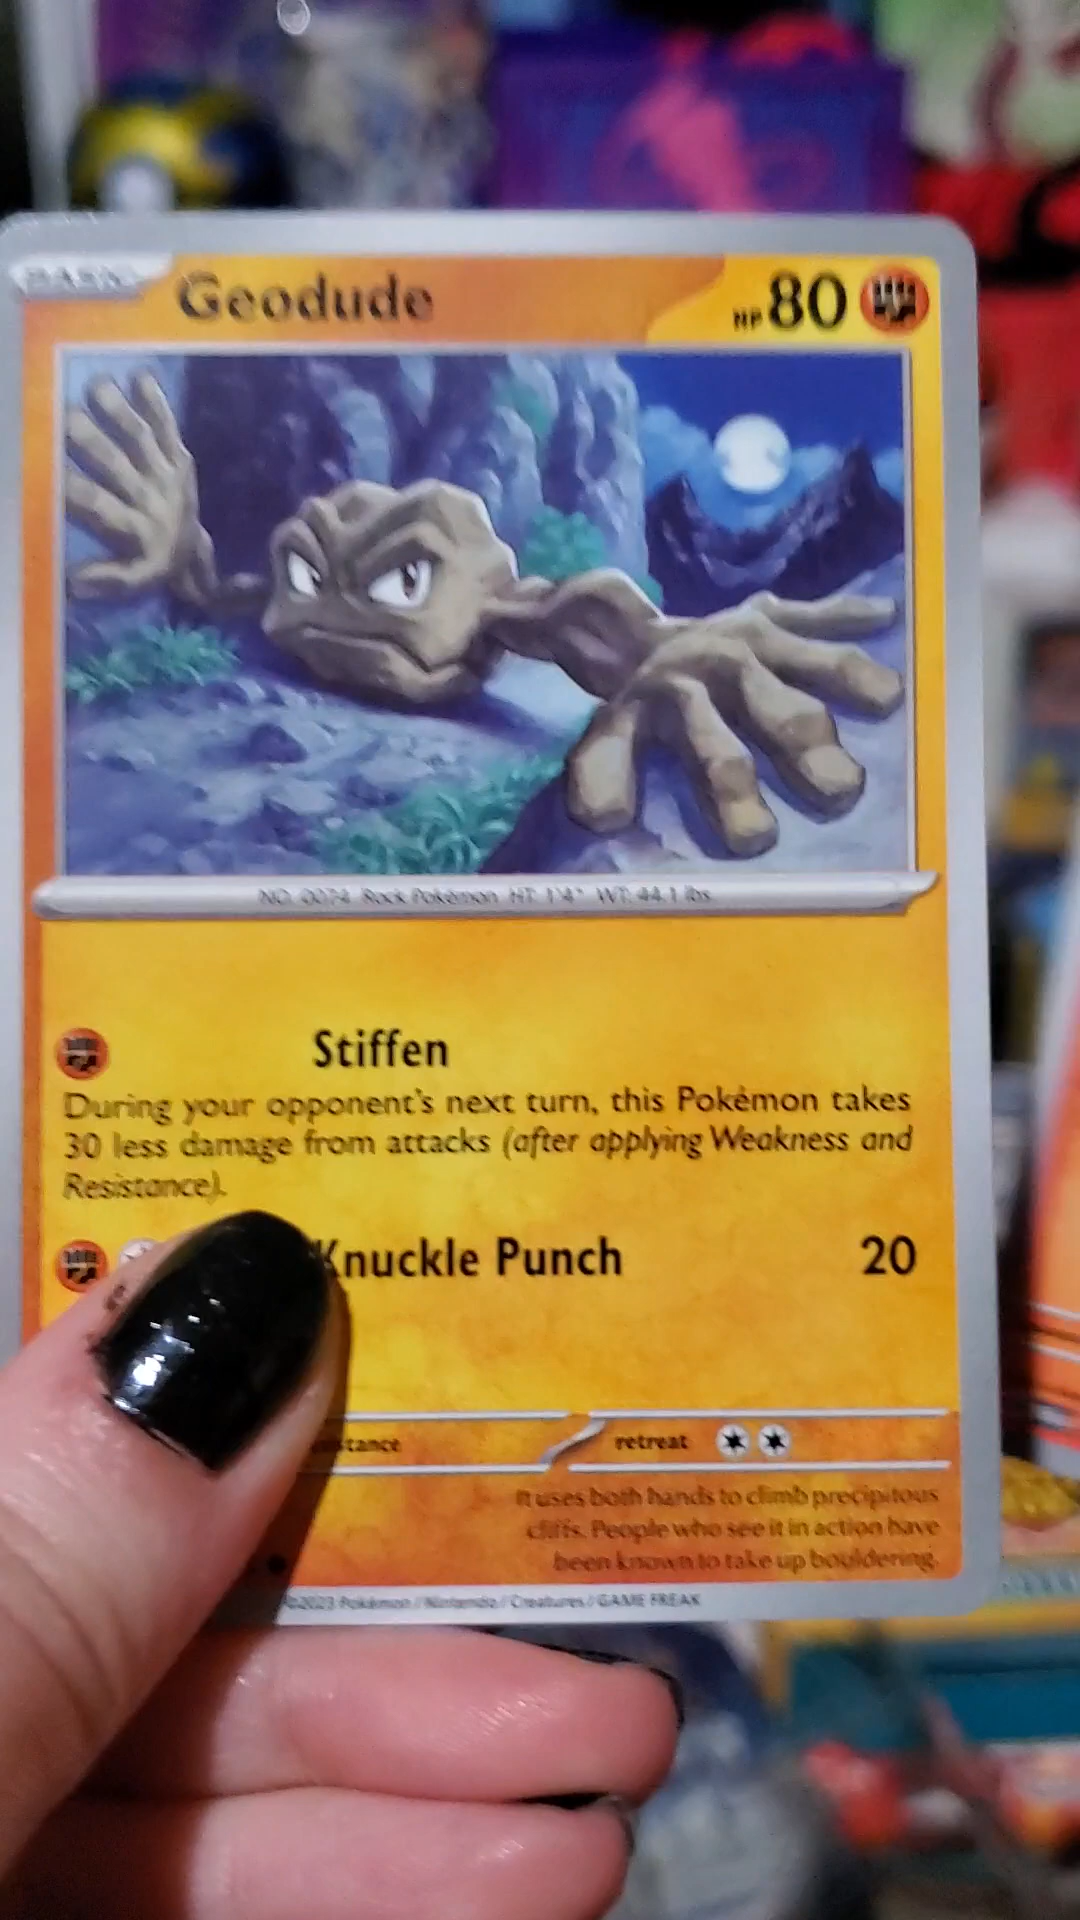 BASIC
Geodude
HP 80
NO. 0074 Rock Pokémon HT: 1'4" WT: 44.1 lbs.
Stiffen
During your opponent's next turn, this Pokémon takes
30 less damage from attacks (after applying Weakness and
Resistance).
Knuckle Punch 20
retreat
It uses both hands to climb precipitous
cliffs. People who see it in action have
been known to take up bouldering.
©2023 Pokémon / Nintendo / Creatures / GAME FREAK